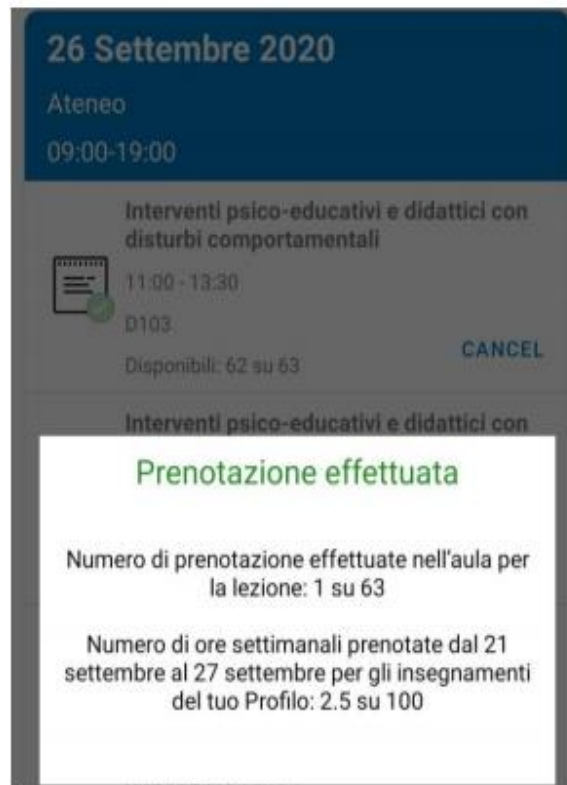 26 Settembre 2020
Ateneo
09:00-19:00
Interventi psico-educativi e didattici con
disturbi comportamentali
11:00 - 13:30
D103
Disponibili: 62 su 63
CANCEL
Interventi psico-educativi e didattici con
Prenotazione effettuata
Numero di prenotazione effettuate nell'aula per
la lezione: 1 su 63
Numero di ore settimanali prenotate dal 21
settembre al 27 settembre per gli insegnamenti
del tuo Profilo: 2.5 su 100